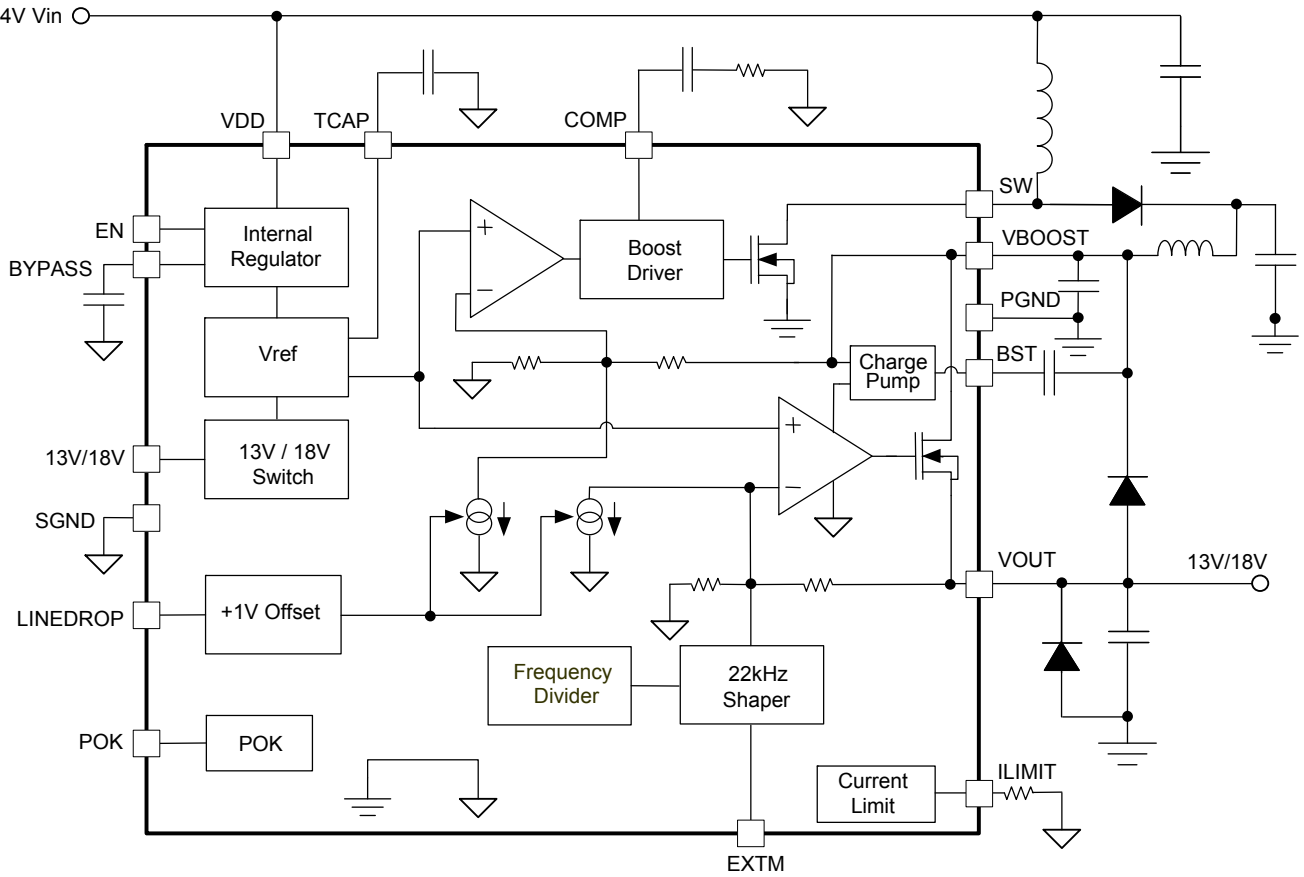 4V Vin
VDD
TCAP
COMP
SW
EN
Internal
Regulator
+
−
Boost
Driver
VBOOST
BYPASS
PGND
Vref
Charge
Pump
BST
13V/18V
13V / 18V
Switch
+
−
SGND
VOUT
13V/18V
LINEDROP
+1V Offset
Frequency
Divider
22kHz
Shaper
POK
POK
Current
Limit
ILIMIT
EXTM